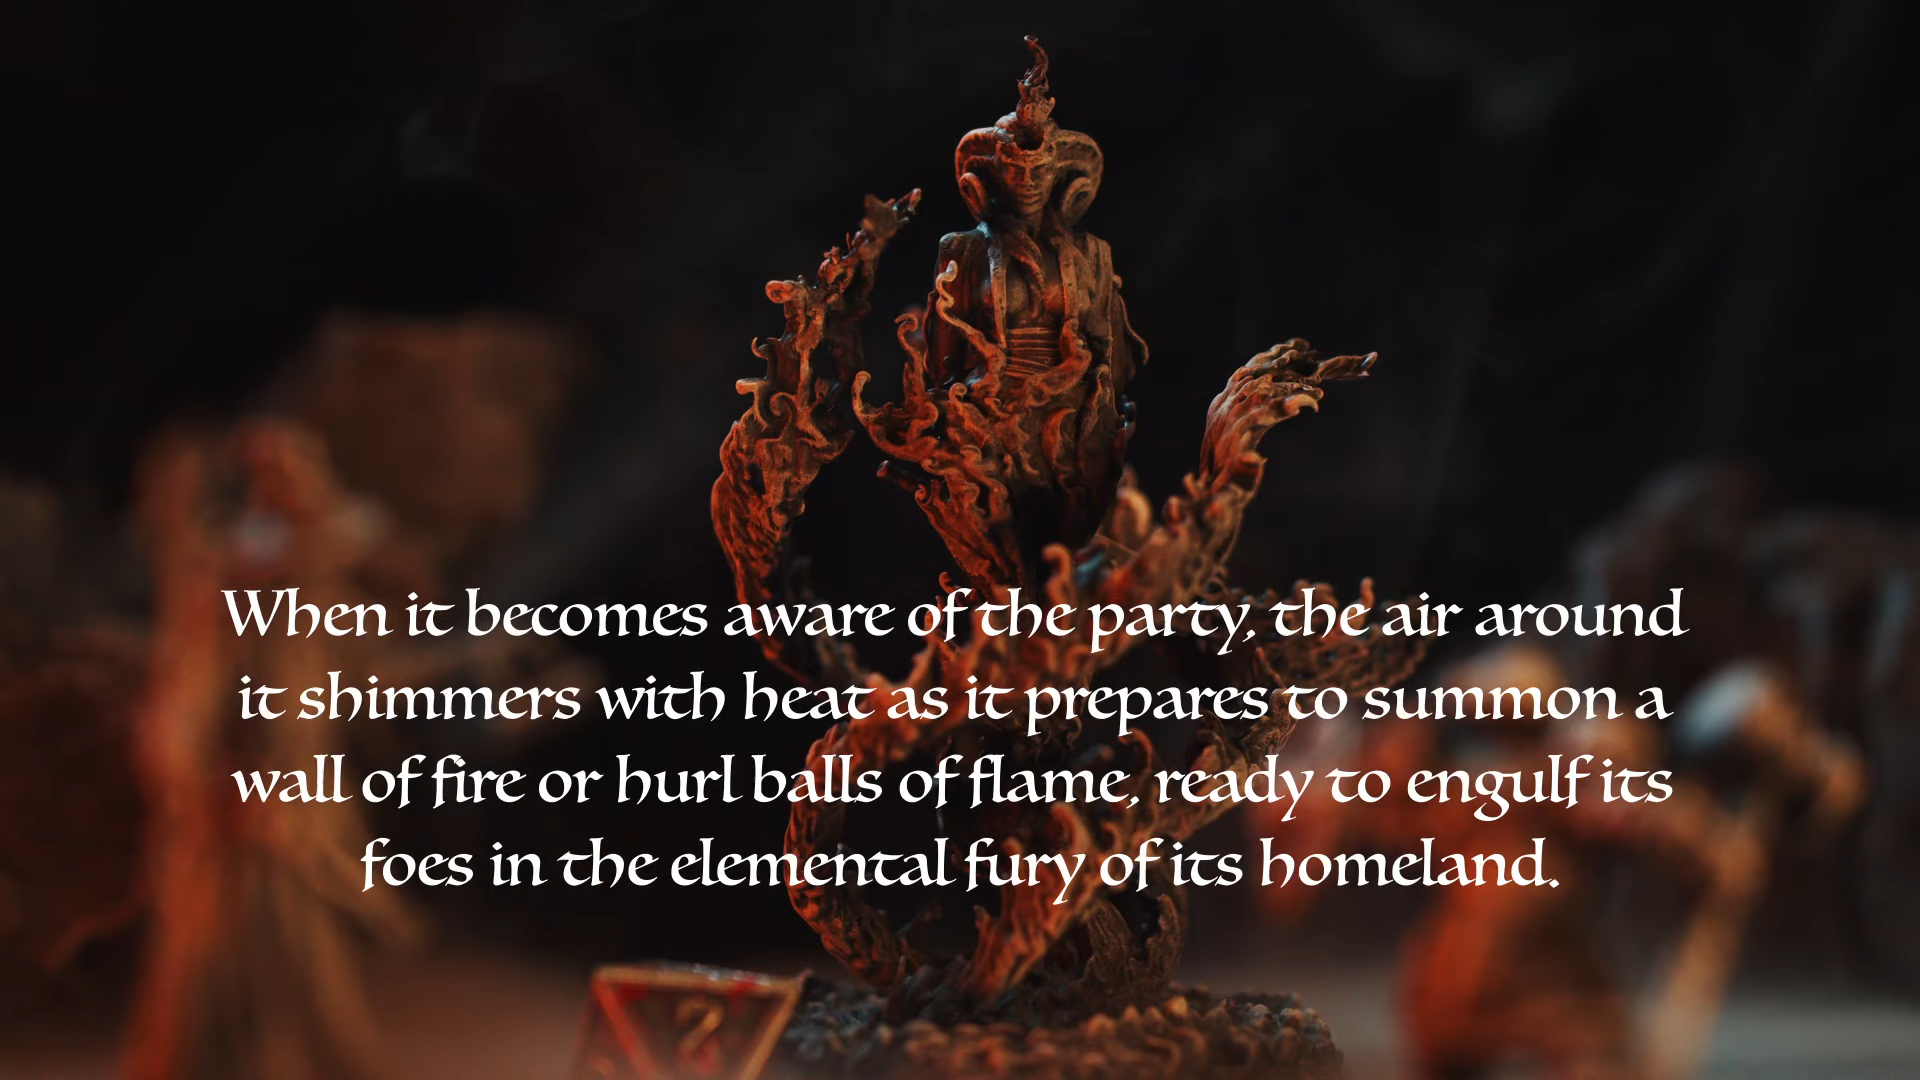 When it becomes aware of the party, the air around
it shimmers with heat as it prepares to summon a
wall of fire or hurl balls of flame, ready to engulf its
foes in the elemental fury of its homeland.